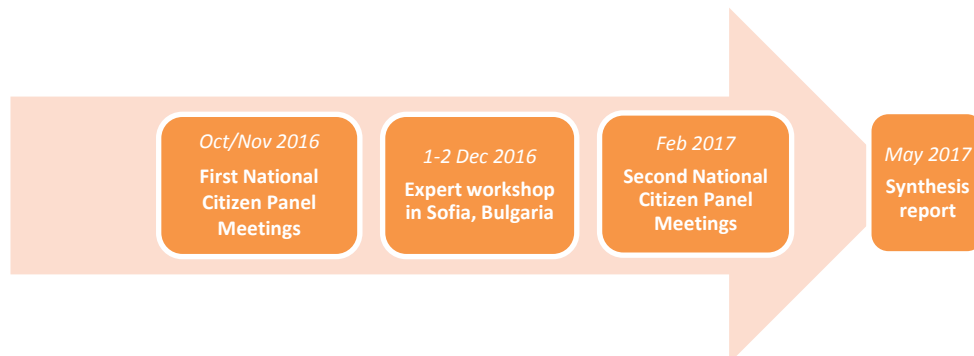 Oct/Nov 2016
First National
Citizen Panel
Meetings
1-2 Dec 2016
Expert workshop
in Sofia, Bulgaria
Feb 2017
Second National
Citizen Panel
Meetings
May 2017
Synthesis
report